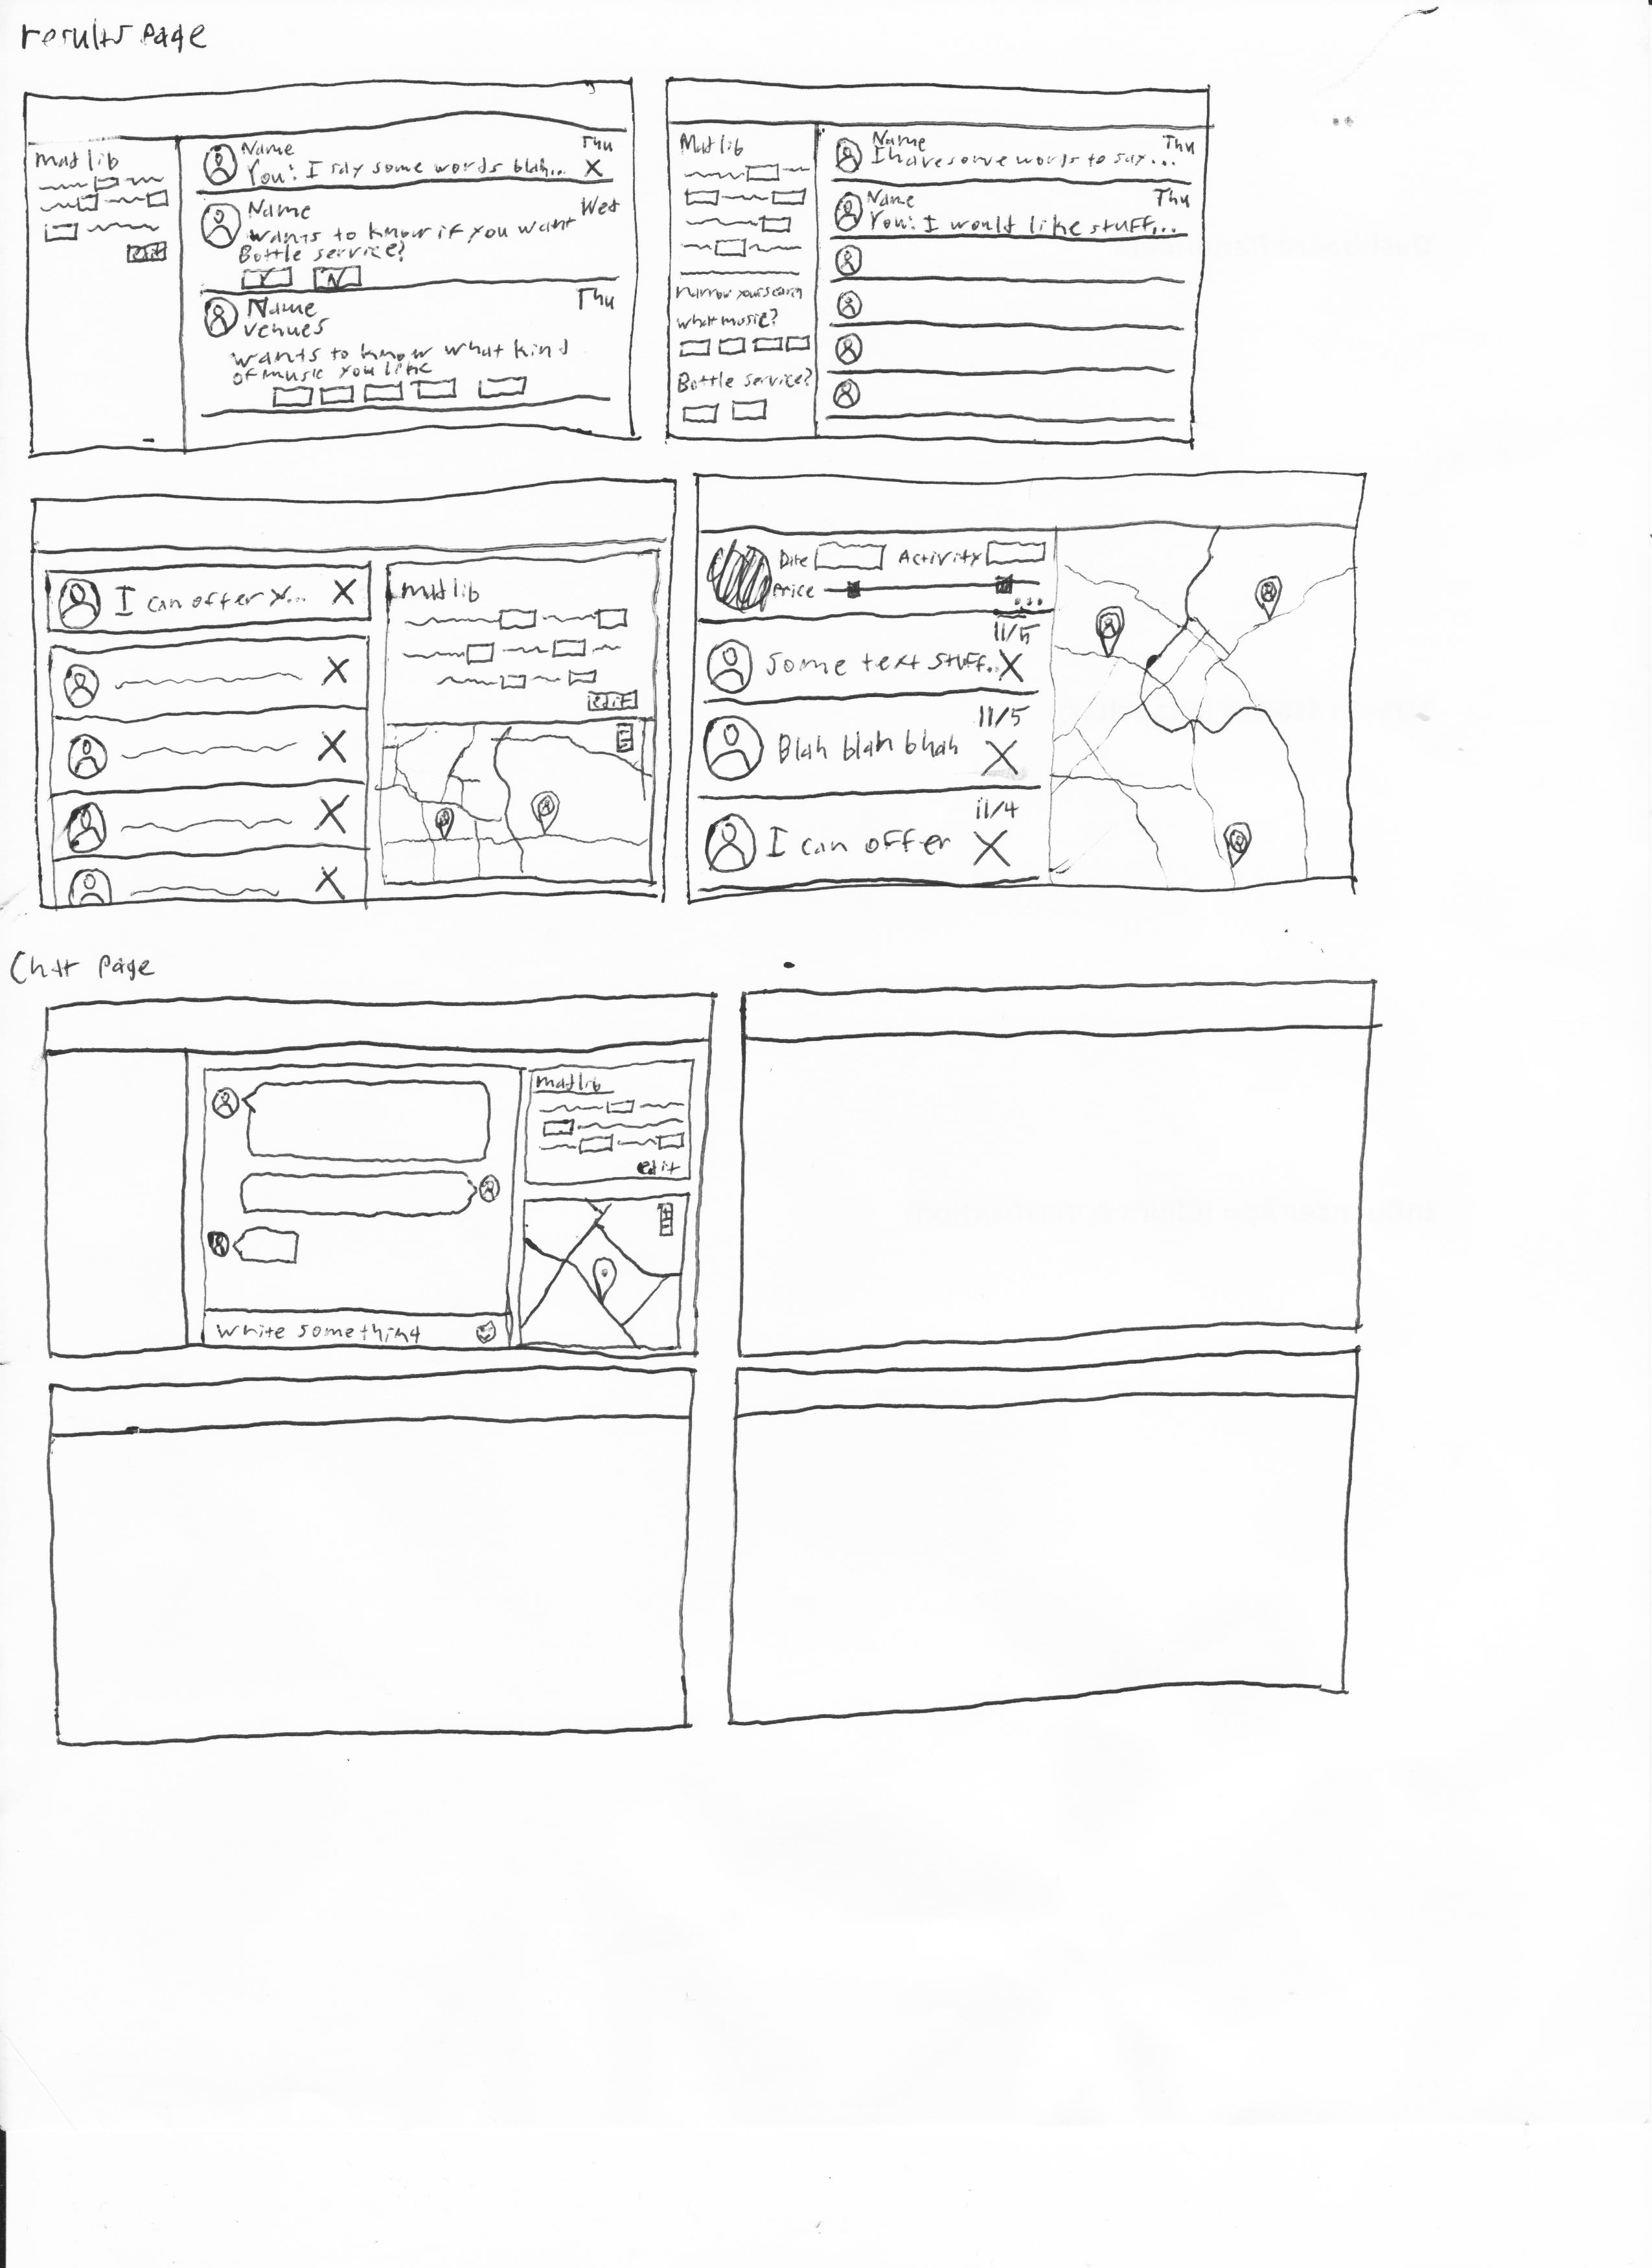 results page
mad lib
edit
Name
Thu
You: I say some words blah... X
Name
Wed
wants to know if you want
Bottle service?
Y N
Name
Thu
venues
wants to know what kind
of music you like
Mad lib
Narrow your search
what music?
Bottle service?
Name
Thu
I have some words to say...
Name
Thu
You: I would like stuff...
I can offer Y... X
X
X
X
X
mad lib
edit
Date Activity
Price
...
11/5
some text stuff.. X
11/5
Blah blah bhah X
11/4
I can offer X
Chat page
mad lib
edit
write something